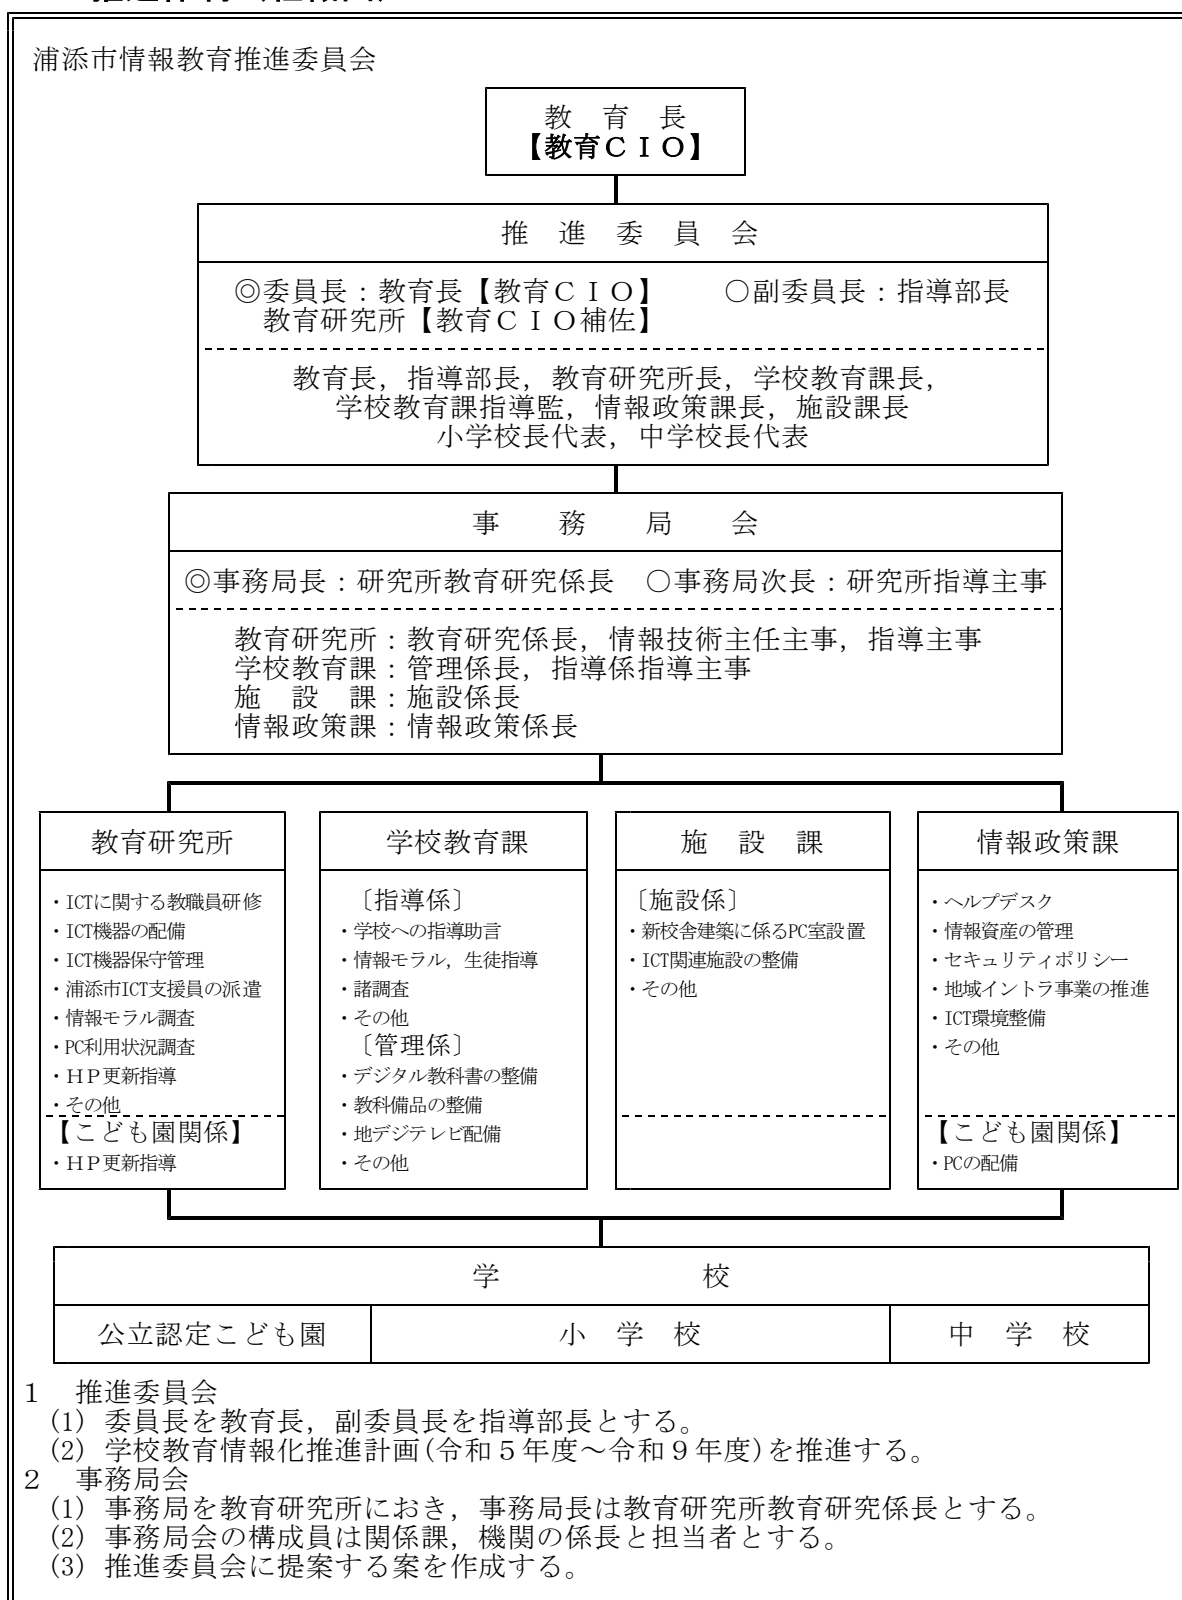 浦添市情報教育推進委員会
教　育　長
【教育ＣＩＯ】
推　進　委　員　会
◎委員長：教育長【教育ＣＩＯ】　　○副委員長：指導部長
教育研究所【教育ＣＩＯ補佐】
教育長，指導部長，教育研究所長，学校教育課長，
学校教育課指導監，情報政策課長，施設課長
小学校長代表，中学校長代表
事　務　局　会
◎事務局長：研究所教育研究係長　○事務局次長：研究所指導主事
教育研究所：教育研究係長，情報技術主任主事，指導主事
学校教育課：管理係長，指導係指導主事
施　設　課：施設係長
情報政策課：情報政策係長
教育研究所
・ICTに関する教職員研修
・ICT機器の配備
・ICT機器保守管理
・浦添市ICT支援員の派遣
・情報モラル調査
・PC利用状況調査
・ＨＰ更新指導
・その他
【こども園関係】
・ＨＰ更新指導
学校教育課
〔指導係〕
・学校への指導助言
・情報モラル，生徒指導
・諸調査
・その他
〔管理係〕
・デジタル教科書の整備
・教科備品の整備
・地デジテレビ配備
・その他
施　設　課
〔施設係〕
・新校舎建築に係るPC室設置
・ICT関連施設の整備
・その他
情報政策課
・ヘルプデスク
・情報資産の管理
・セキュリティポリシー
・地域イントラ事業の推進
・ICT環境整備
・その他
【こども園関係】
・PCの配備
学　校
公立認定こども園
小　学　校
中　学　校
１　推進委員会
(1) 委員長を教育長，副委員長を指導部長とする。
(2) 学校教育情報化推進計画(令和５年度～令和９年度)を推進する。
２　事務局会
(1) 事務局を教育研究所におき，事務局長は教育研究所教育研究係長とする。
(2) 事務局会の構成員は関係課，機関の係長と担当者とする。
(3) 推進委員会に提案する案を作成する。